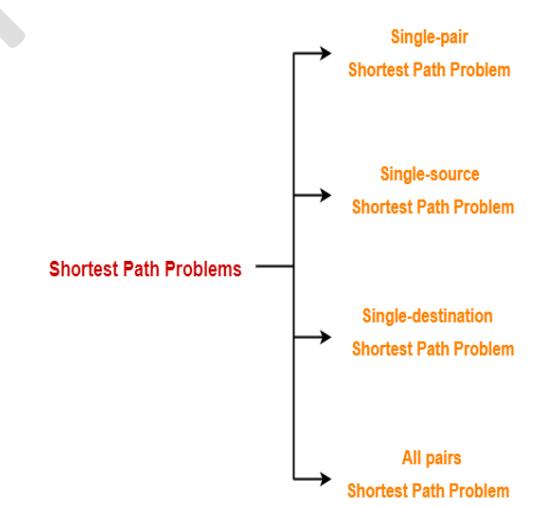 Single-pair
Shortest Path Problem
Single-source
Shortest Path Problem
Shortest Path Problems
Single-destination
Shortest Path Problem
All pairs
Shortest Path Problem